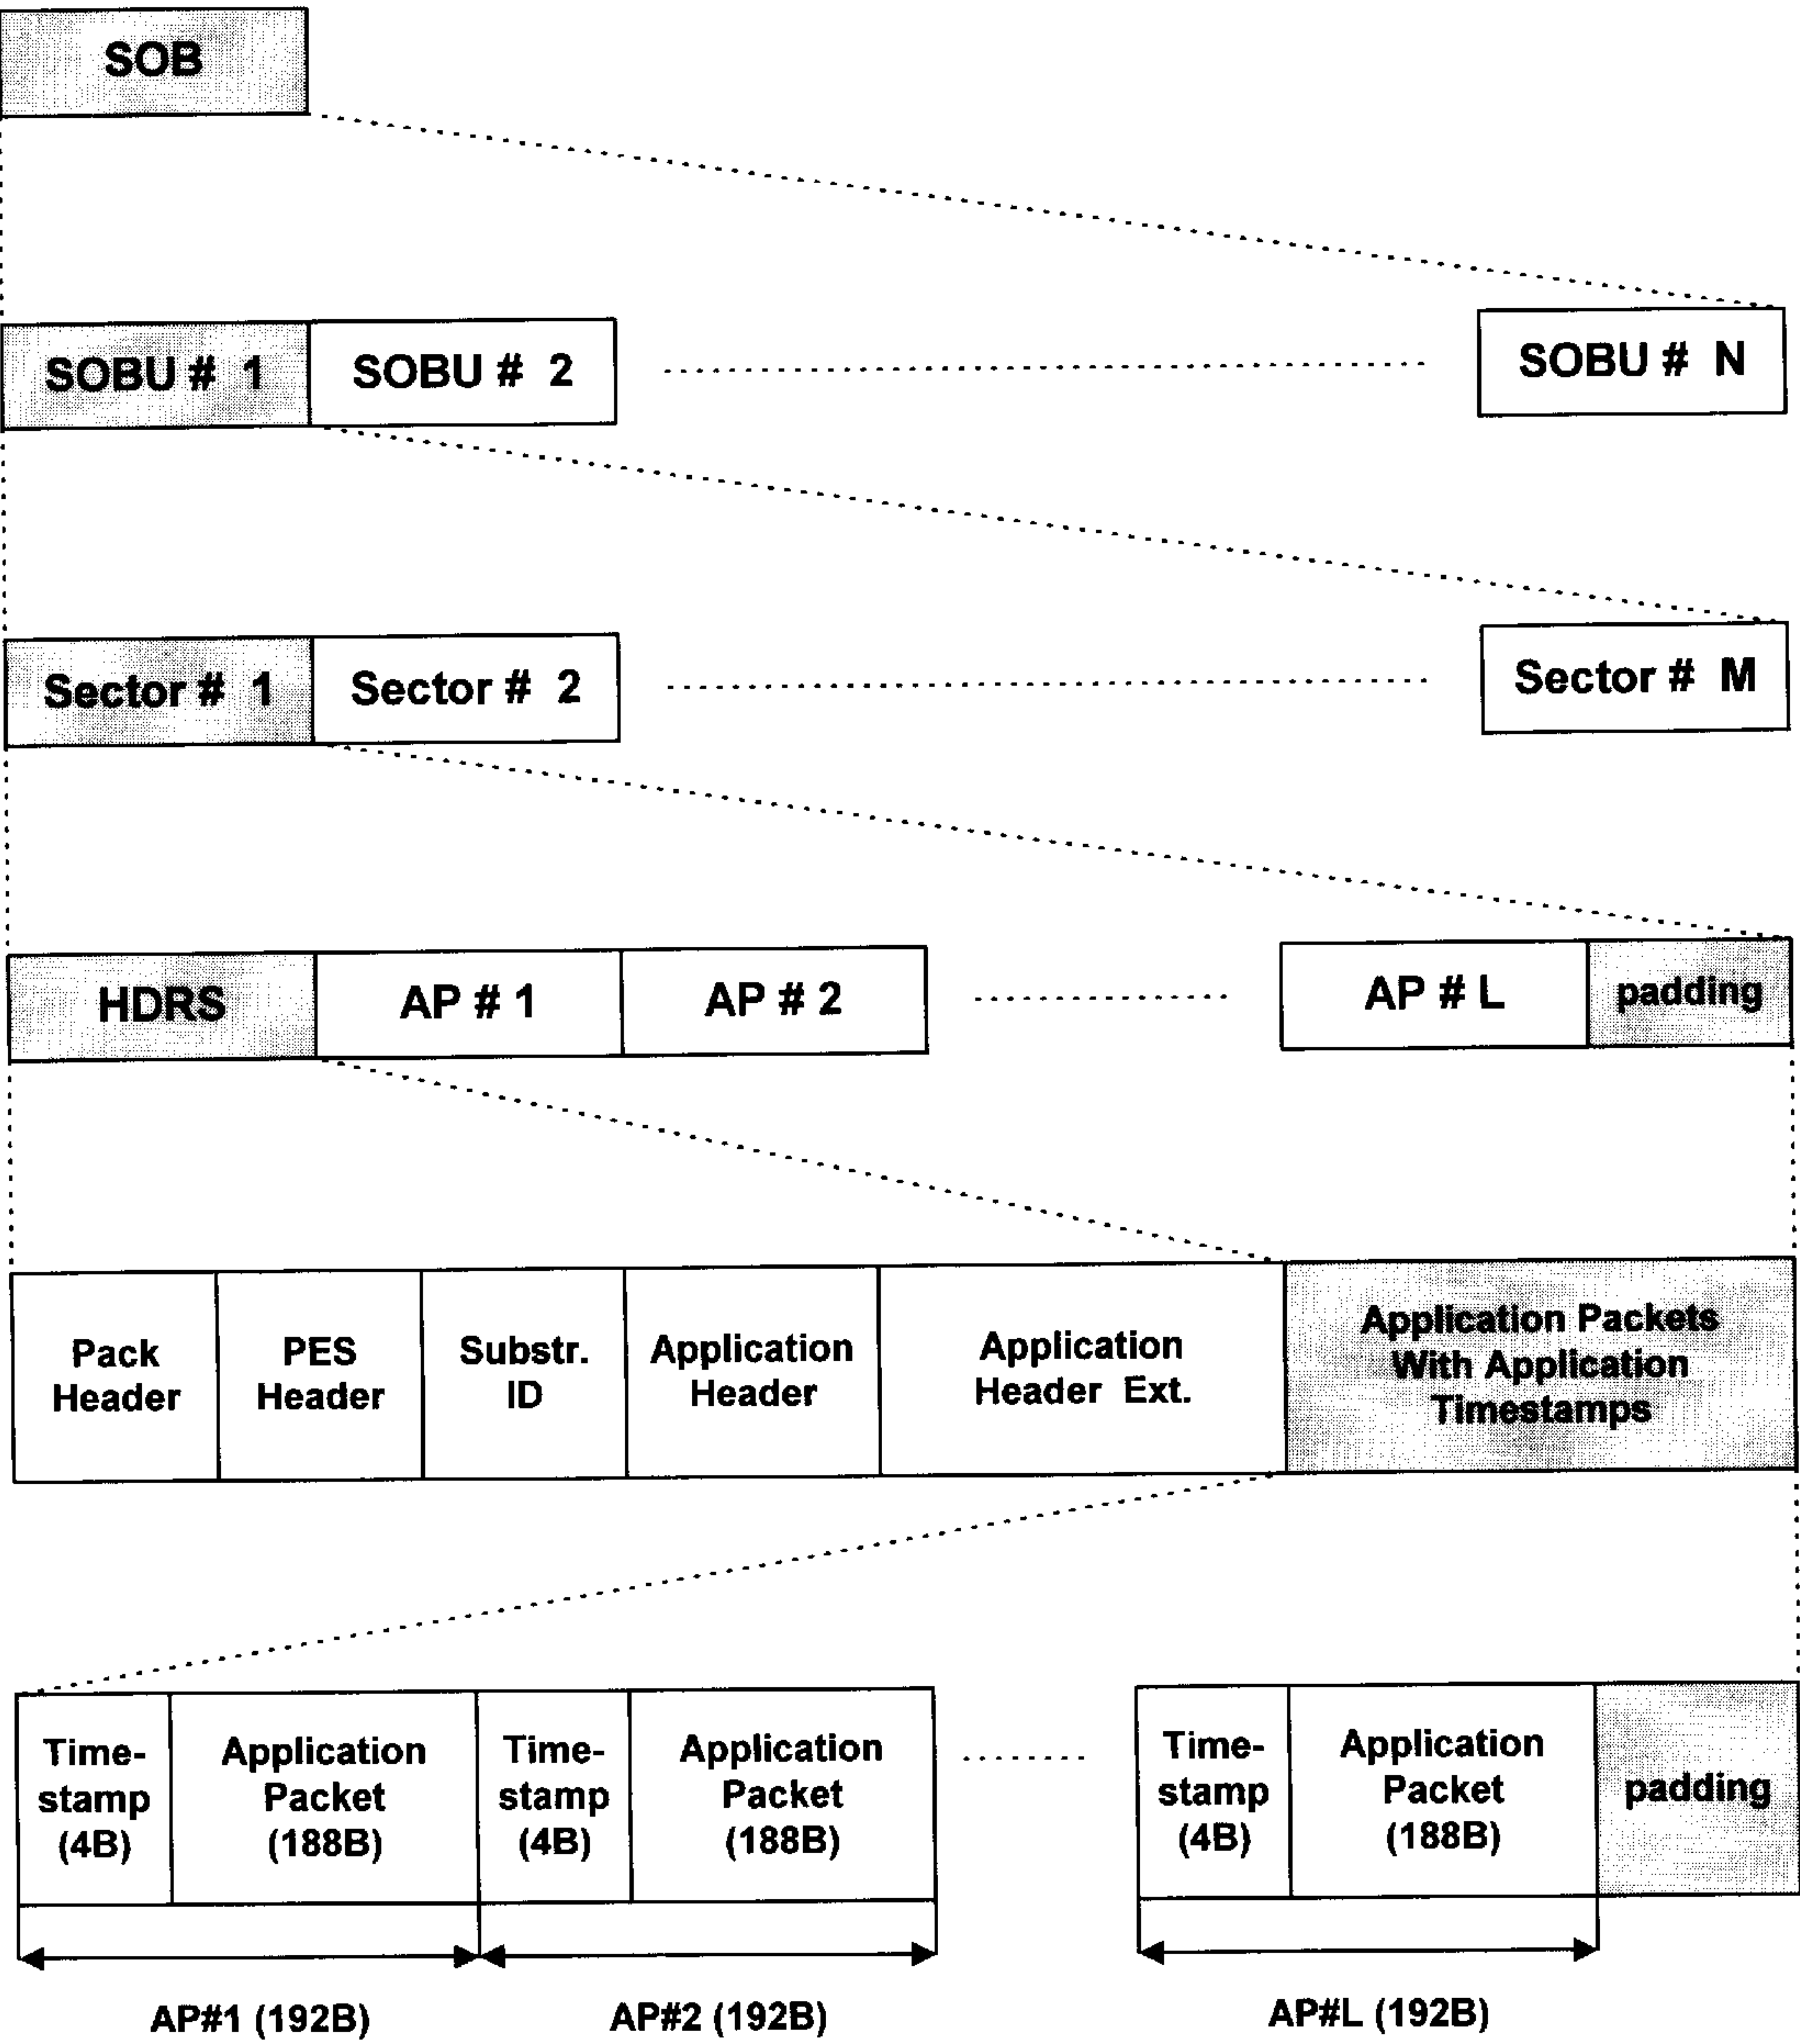 SOB
SOBU # 1
SOBU # 2
SOBU # N
Sector # 1
Sector # 2
Sector # M
HDRS
AP # 1
AP # 2
AP # L
padding
Pack
Header
PES
Header
Substr.
ID
Application
Header
Application
Header Ext.
Application Packets
With Application
Timestamps
Time-
stamp
(4B)
Application
Packet
(188B)
Time-
stamp
(4B)
Application
Packet
(188B)
Time-
stamp
(4B)
Application
Packet
(188B)
padding
AP#1 (192B)
AP#2 (192B)
AP#L (192B)